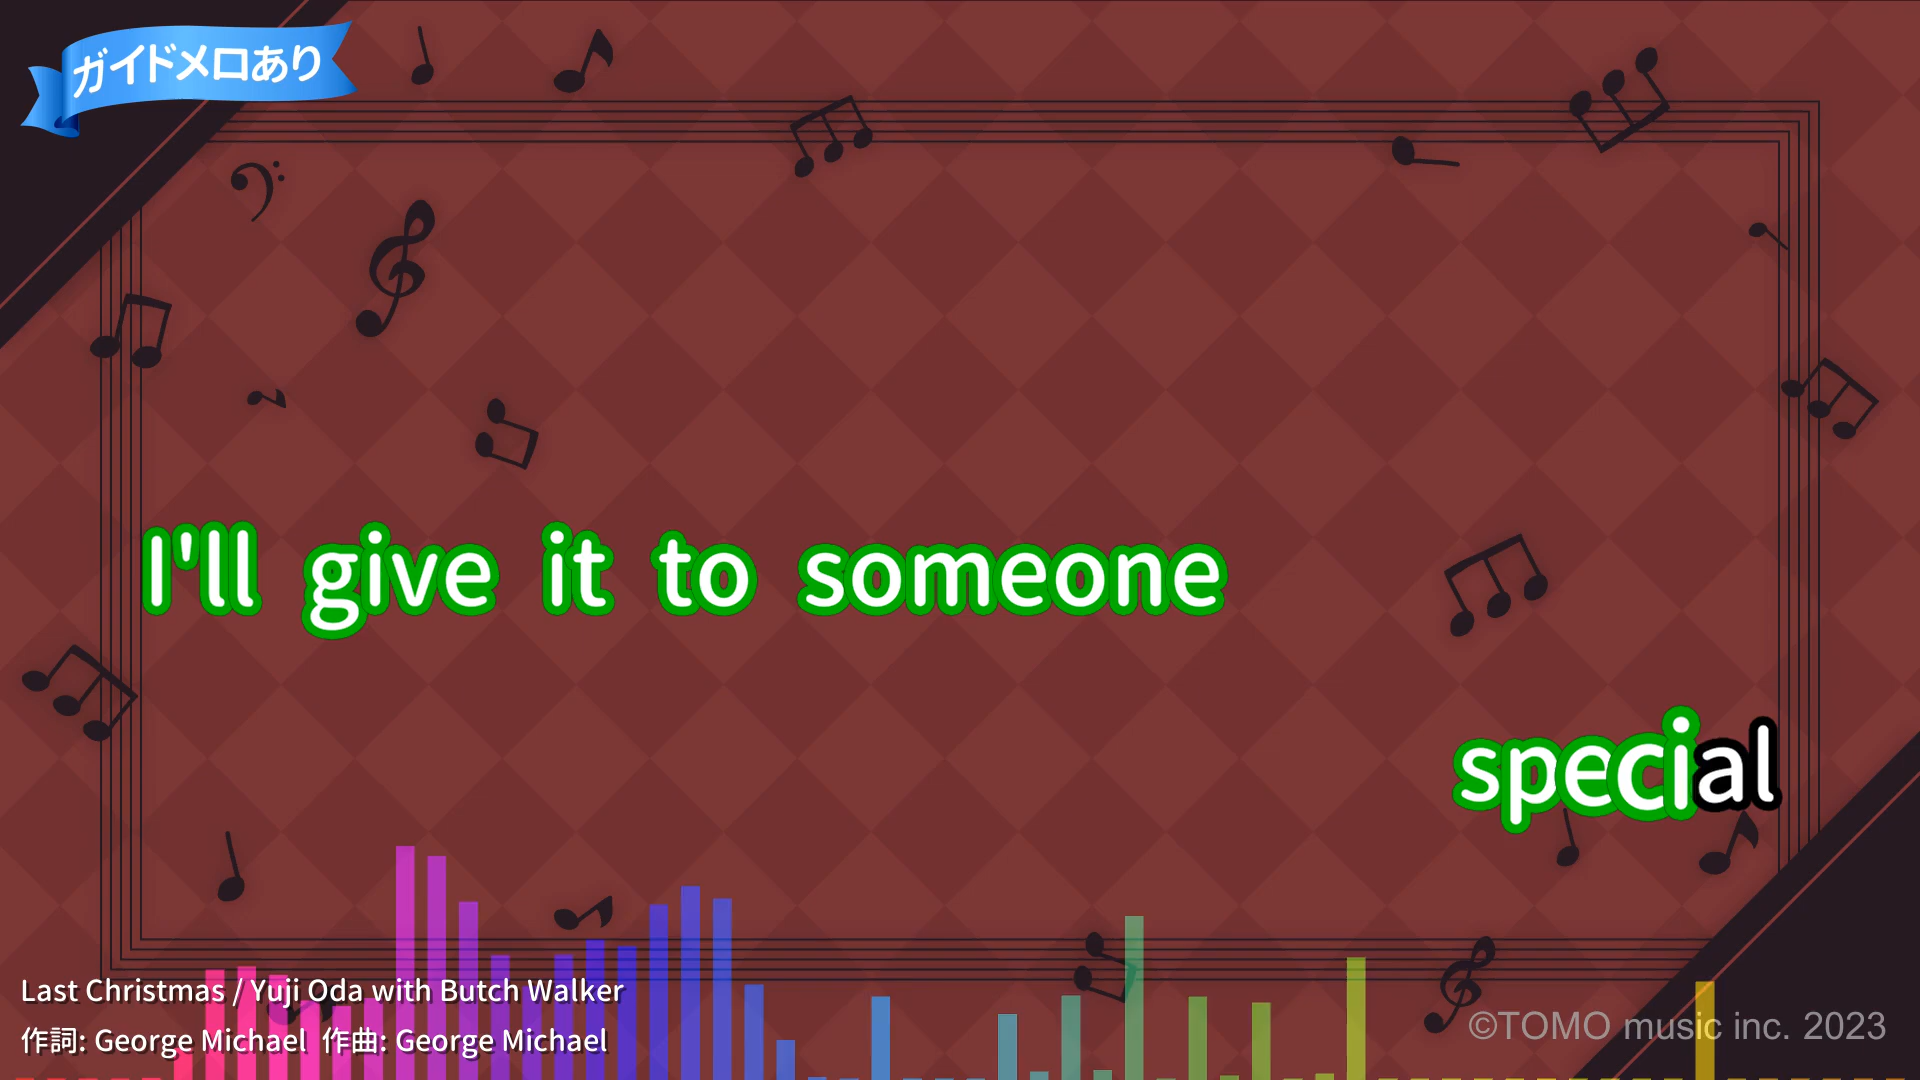 ガイドメロあり
I'll give it to someone
special
Last Christmas / Yuji Oda with Butch Walker
作詞: George Michael 作曲: George Michael
©TOMO music inc. 2023